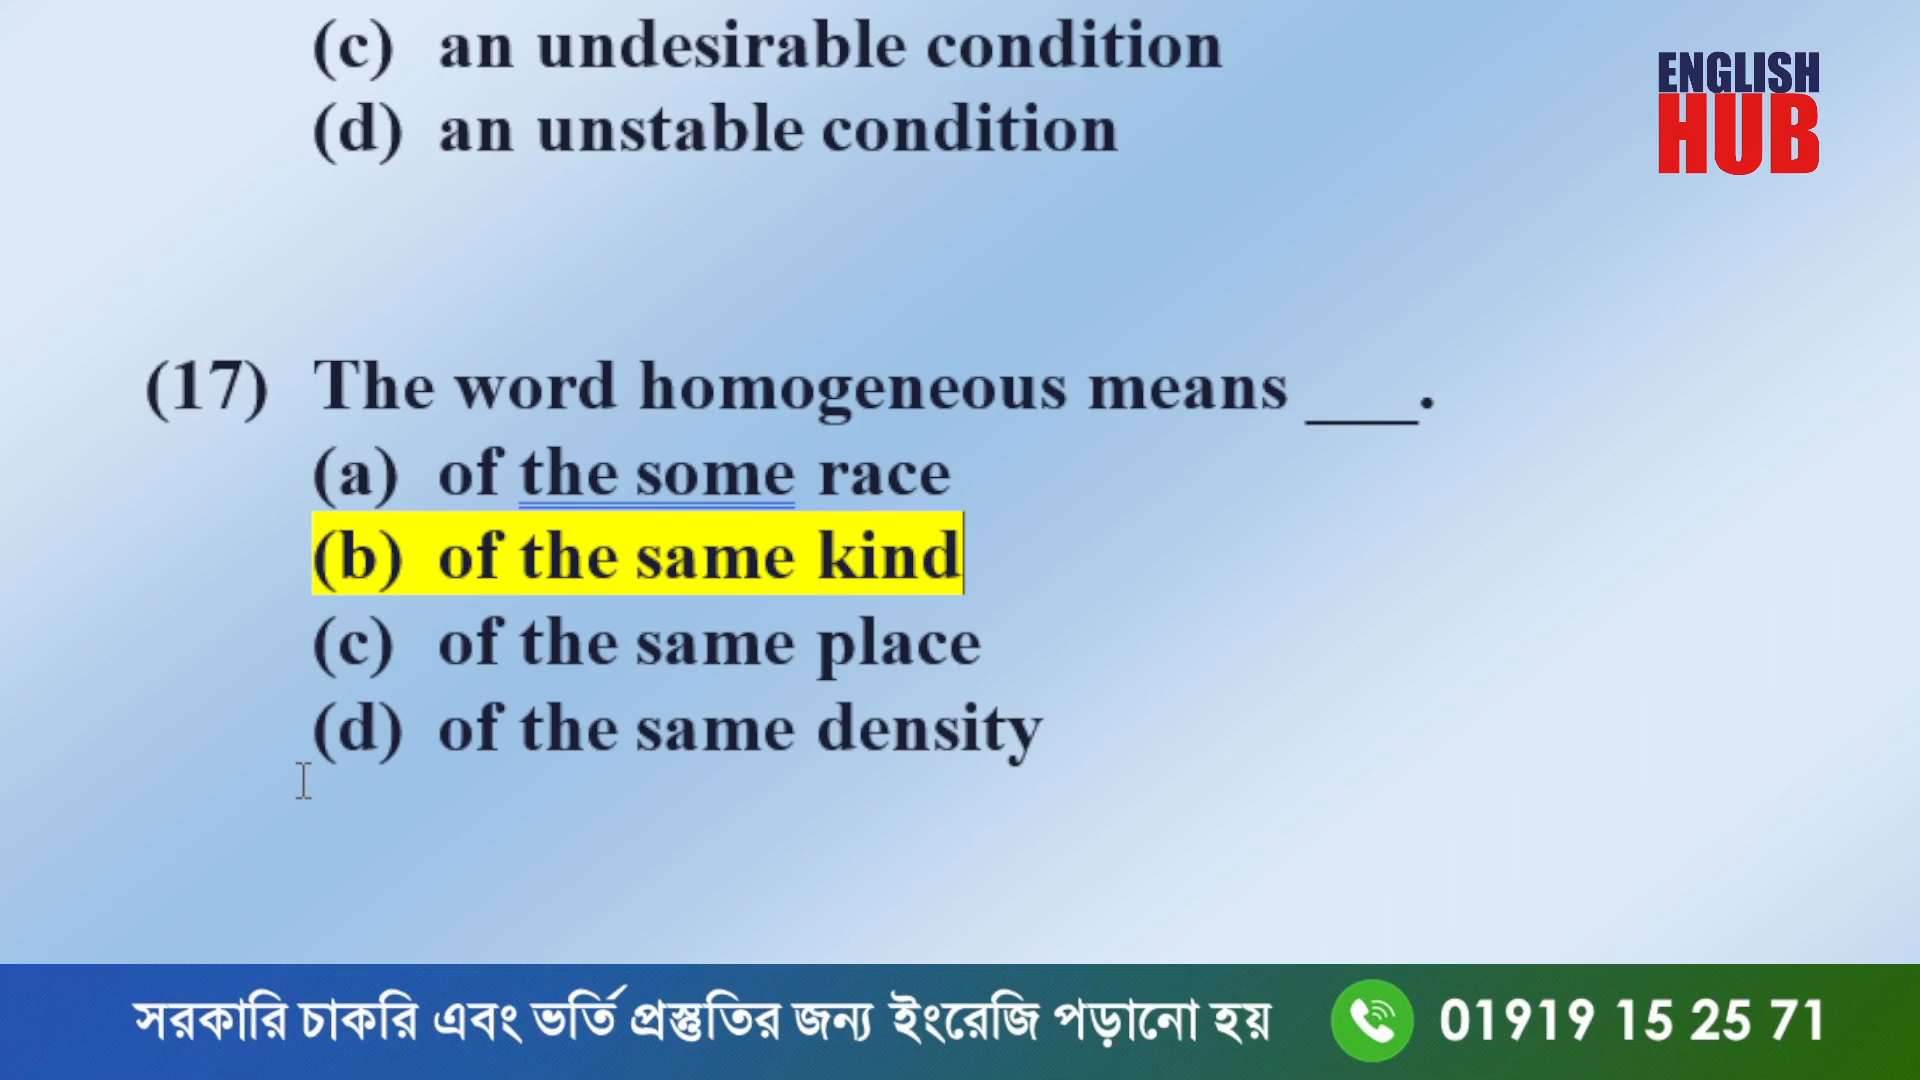 (c) an undesirable condition
(d) an unstable condition
ENGLISH
HUB
(17) The word homogeneous means ___.
(a) of the some race
(b) of the same kind
(c) of the same place
(d) of the same density
সরকারি চাকরি এবং ভর্তি প্রস্তুতির জন্য ইংরেজি পড়ানো হয়
01919 15 25 71